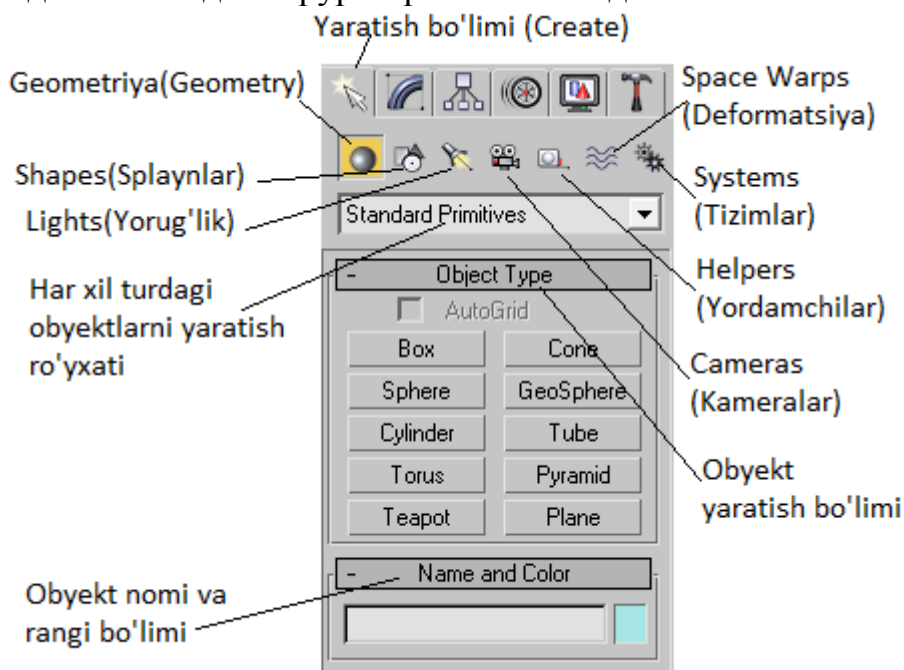 Yaratish bo'limi (Create)
Geometriya(Geometry)
Space Warps
(Deformatsiya)
Shapes(Splaynlar)
Systems
(Tizimlar)
Lights(Yorug'lik)
Standard Primitives
Har xil turdagi
obyektlarni yaratish
ro'yxati
- Object Type
Helpers
(Yordamchilar)
AutoGrid
Box Cone
Sphere GeoSphere
Cylinder Tube
Torus Pyramid
Teapot Plane
Cameras
(Kameralar)
Obyekt
yaratish bo'limi
- Name and Color
Obyekt nomi va
rangi bo'limi